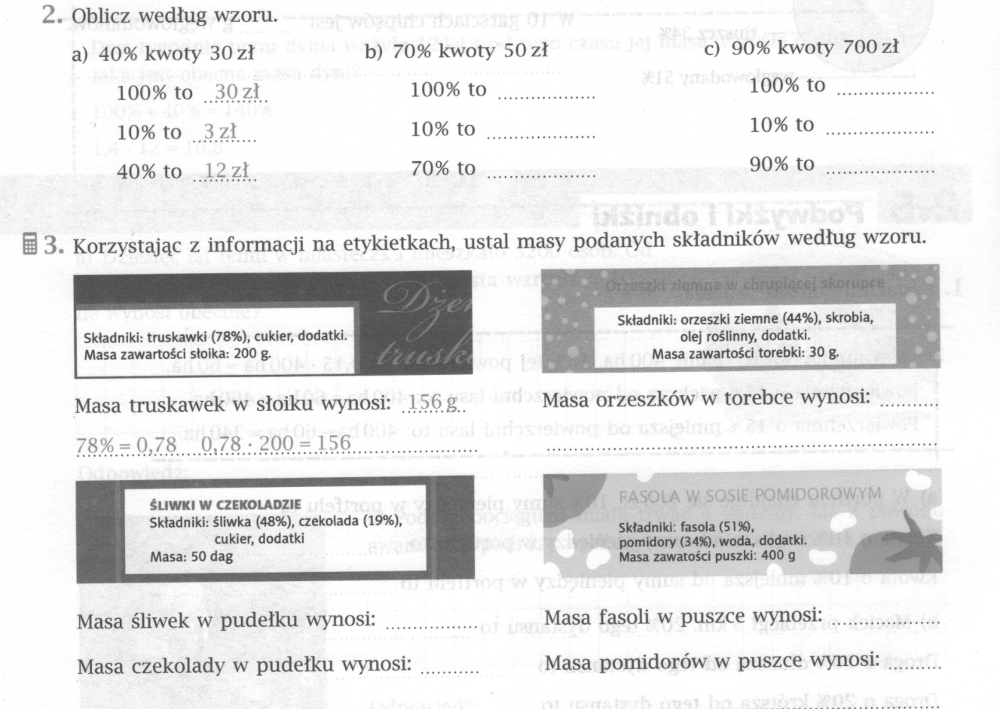 2. Oblicz według wzoru.
a) 40% kwoty 30 zł
100% to 30 zł
10% to 3 zł
40% to 12 zł
b) 70% kwoty 50 zł
100% to
10% to
70% to
c) 90% kwoty 700 zł
100% to
10% to
90% to
3. Korzystając z informacji na etykietkach, ustal masy podanych składników według wzoru.
Dżem
trusk
Składniki: truskawki (78%), cukier, dodatki.
Masa zawartości słoika: 200 g.
Masa truskawek w słoiku wynosi: 156 g
78% = 0,78 0,78 · 200 = 156
Orzeszki ziemne w chrupiącej skorupce
Składniki: orzeszki ziemne (44%), skrobia,
olej roślinny, dodatki.
Masa zawartości torebki: 30 g.
Masa orzeszków w torebce wynosi:
ŚLIWKI W CZEKOLADZIE
Składniki: śliwka (48%), czekolada (19%),
cukier, dodatki
Masa: 50 dag
Masa śliwek w pudełku wynosi:
Masa czekolady w pudełku wynosi:
FASOLA W SOSIE POMIDOROWYM
Składniki: fasola (51%),
pomidory (34%), woda, dodatki.
Masa zawatości puszki: 400 g
Masa fasoli w puszce wynosi:
Masa pomidorów w puszce wynosi: